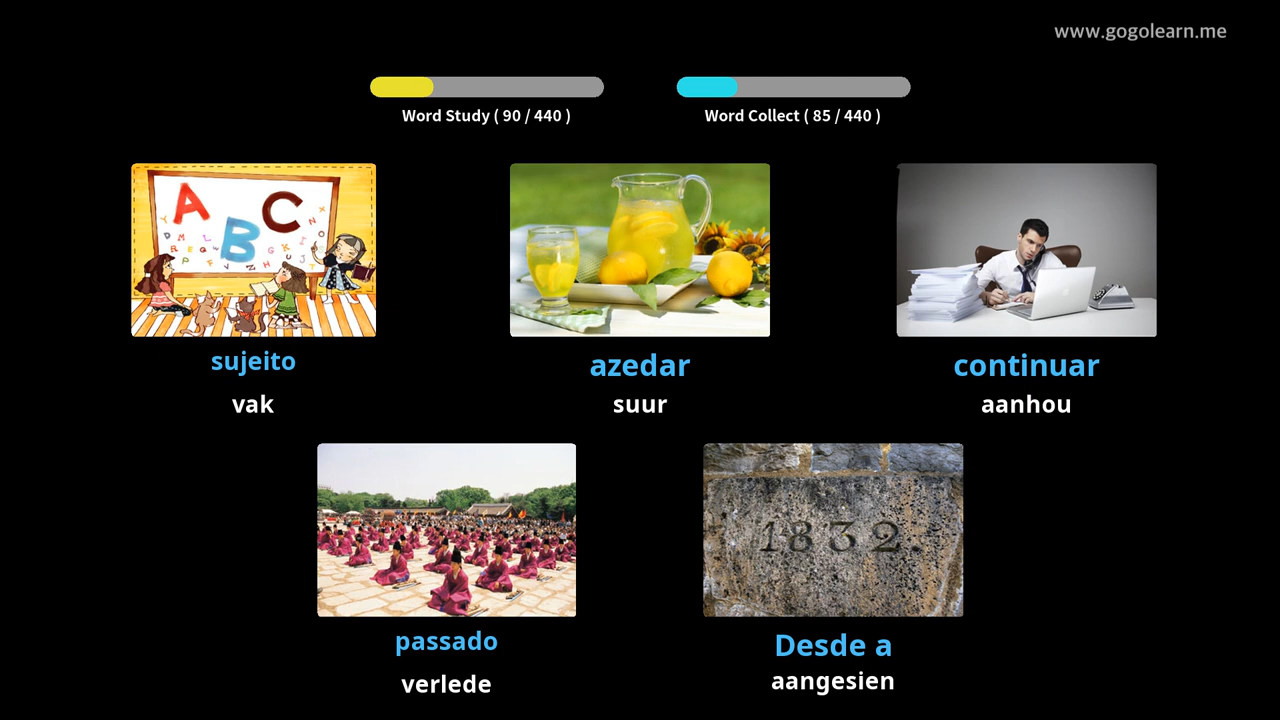 www.gogolearn.me
Word Study ( 90 / 440 )
Word Collect ( 85 / 440 )
A B C
sujeito
vak
azedar
suur
continuar
aanhou
1832.
passado
verlede
Desde a
aangesien